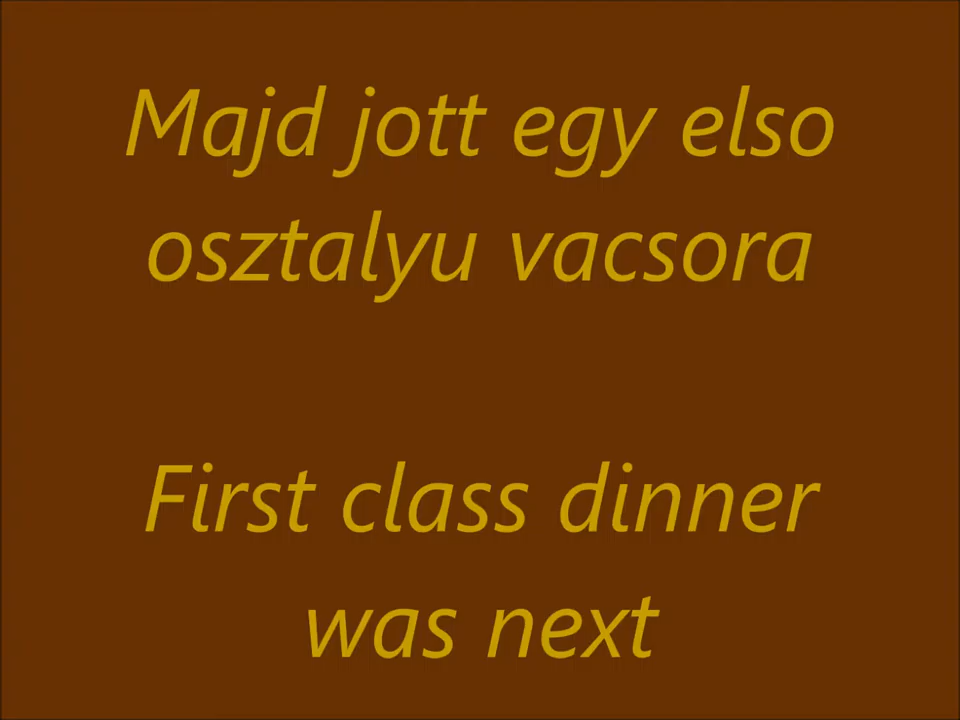 Majd jott egy elso
osztalyu vacsora
First class dinner
was next